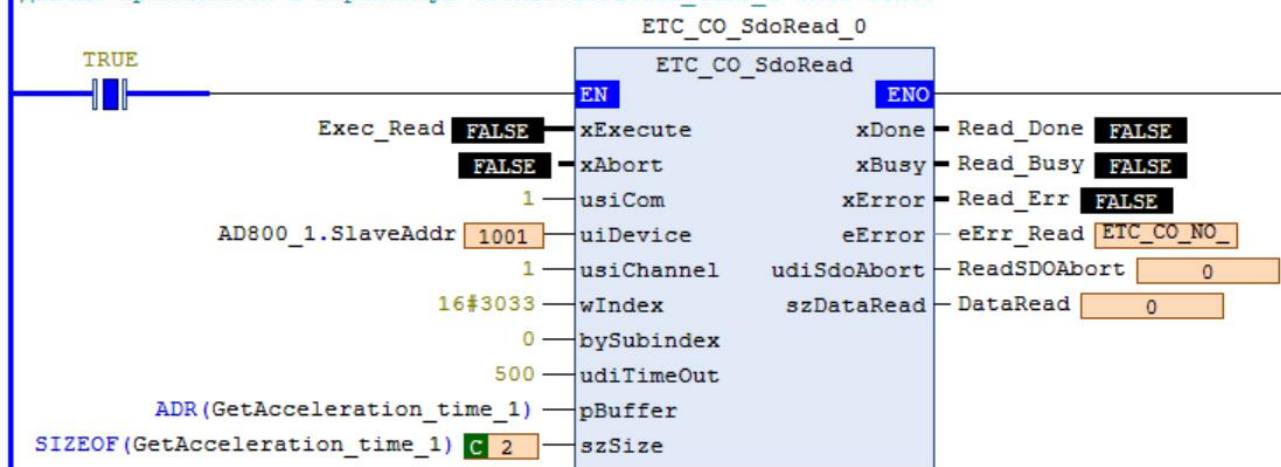 ETC_CO_SdoRead_0
TRUE
ETC_CO_SdoRead
EN ENO
Exec_Read FALSE xExecute xDone Read_Done FALSE
FALSE xAbort xBusy Read_Busy FALSE
1 usiCom xError Read_Err FALSE
AD800_1.SlaveAddr 1001 uiDevice eError eErr_Read ETC_CO_NO_
1 usiChannel udiSdoAbort ReadSDOAbort 0
16#3033 wIndex szDataRead DataRead 0
0 bySubindex
500 udiTimeOut
ADR(GetAcceleration_time_1) pBuffer
SIZEOF(GetAcceleration_time_1) C 2 szSize